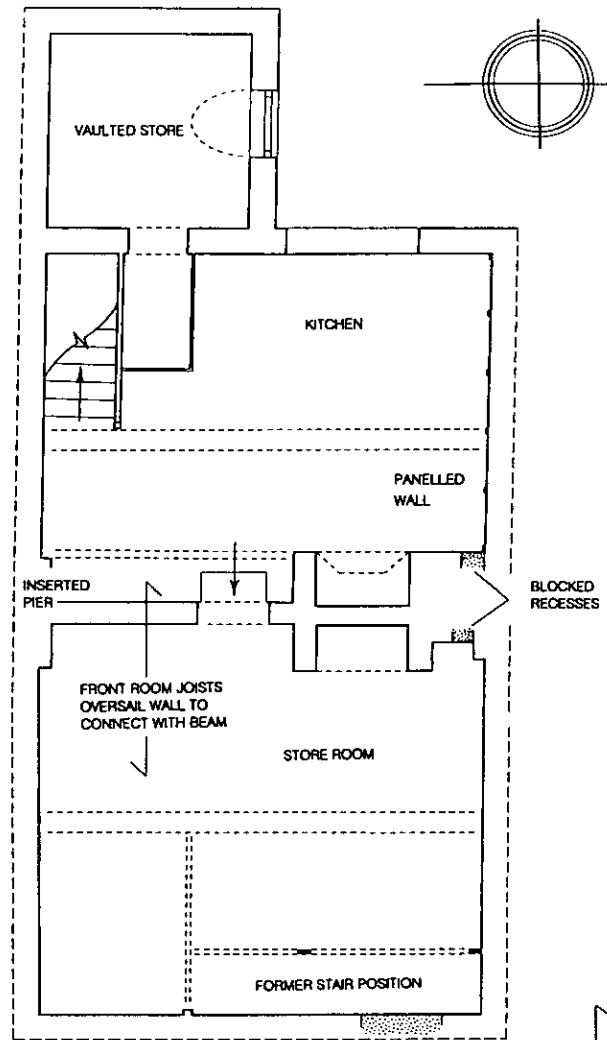 VAULTED STORE
KITCHEN
PANELLED
WALL
INSERTED
PIER
BLOCKED
RECESSES
FRONT ROOM JOISTS
OVERSAIL WALL TO
CONNECT WITH BEAM
STORE ROOM
FORMER STAIR POSITION